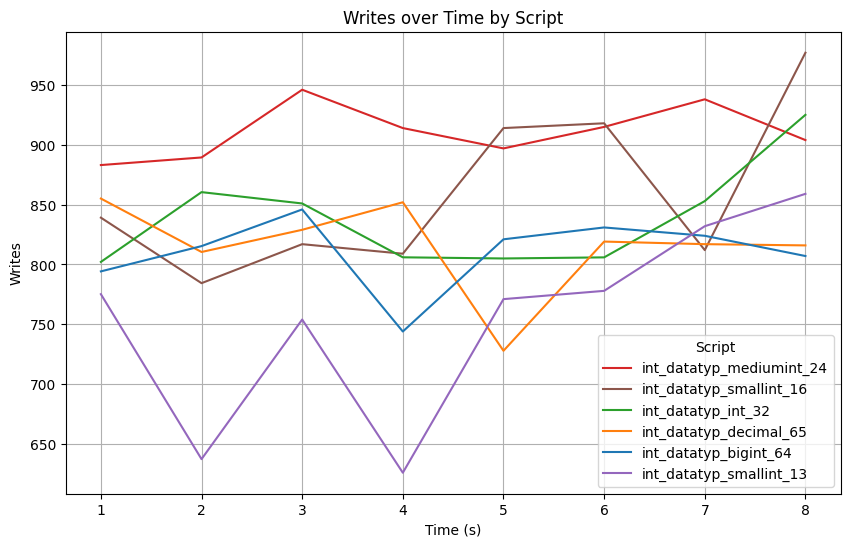 Writes over Time by Script
Writes
950
900
850
800
750
700
650
1 2 3 4 5 6 7 8
Time (s)
Script
int_datatyp_mediumint_24
int_datatyp_smallint_16
int_datatyp_int_32
int_datatyp_decimal_65
int_datatyp_bigint_64
int_datatyp_smallint_13